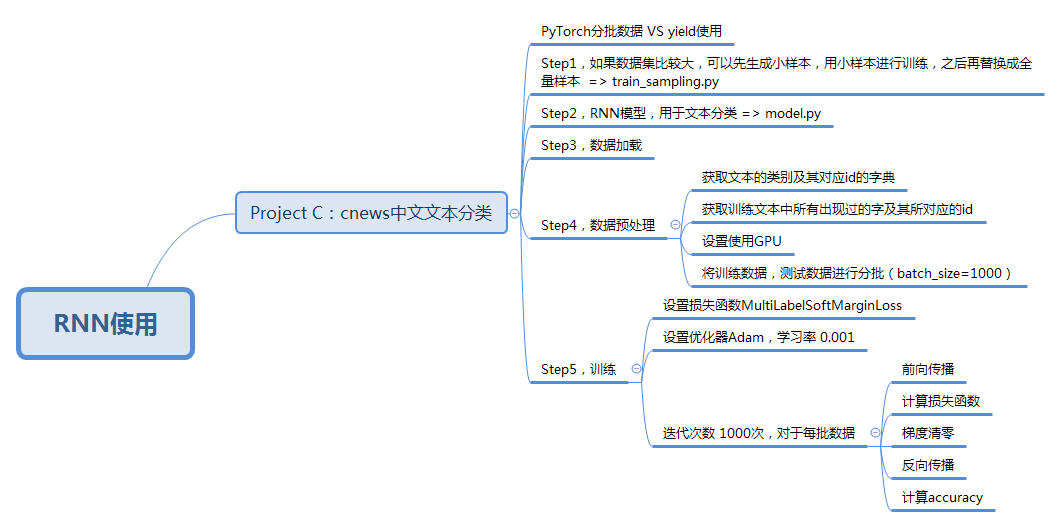 RNN使用
Project C：cnews中文文本分类
PyTorch分批数据 VS yield使用
Step1，如果数据集比较大，可以先生成小样本，用小样本进行训练，之后再替换成全
量样本 => train_sampling.py
Step2，RNN模型，用于文本分类 => model.py
Step3，数据加载
Step4，数据预处理
获取文本的类别及其对应id的字典
获取训练文本中所有出现过的字及其所对应的id
设置使用GPU
将训练数据，测试数据进行分批（batch_size=1000）
Step5，训练
设置损失函数MultiLabelSoftMarginLoss
设置优化器Adam，学习率 0.001
迭代次数 1000次，对于每批数据
前向传播
计算损失函数
梯度清零
反向传播
计算accuracy